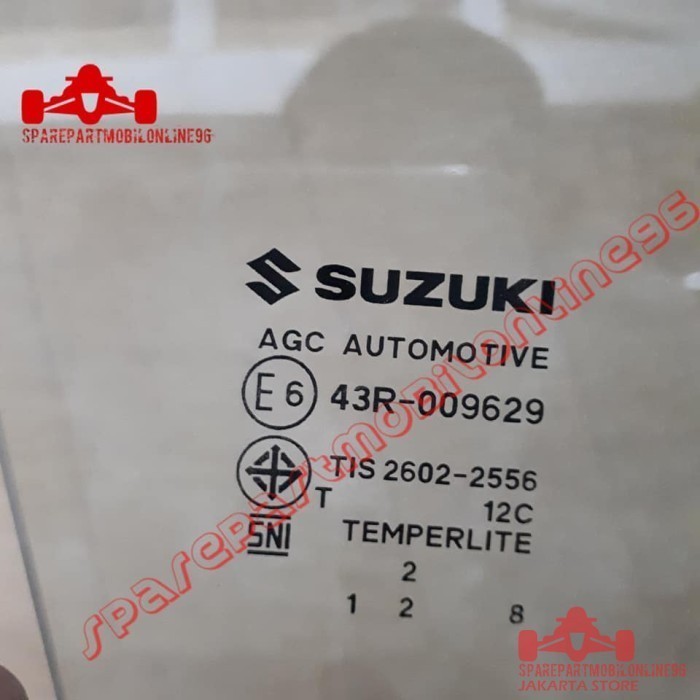 SPAREPARTMOBILONLINE96
SUZUKI
AGC AUTOMOTIVE
E6 43R-009629
TIS 2602-2556
T 12C
SNI TEMPERLITE
2
1 2 8
sparepartmobilonline96
SPAREPARTMOBILONLINE96
JAKARTA STORE